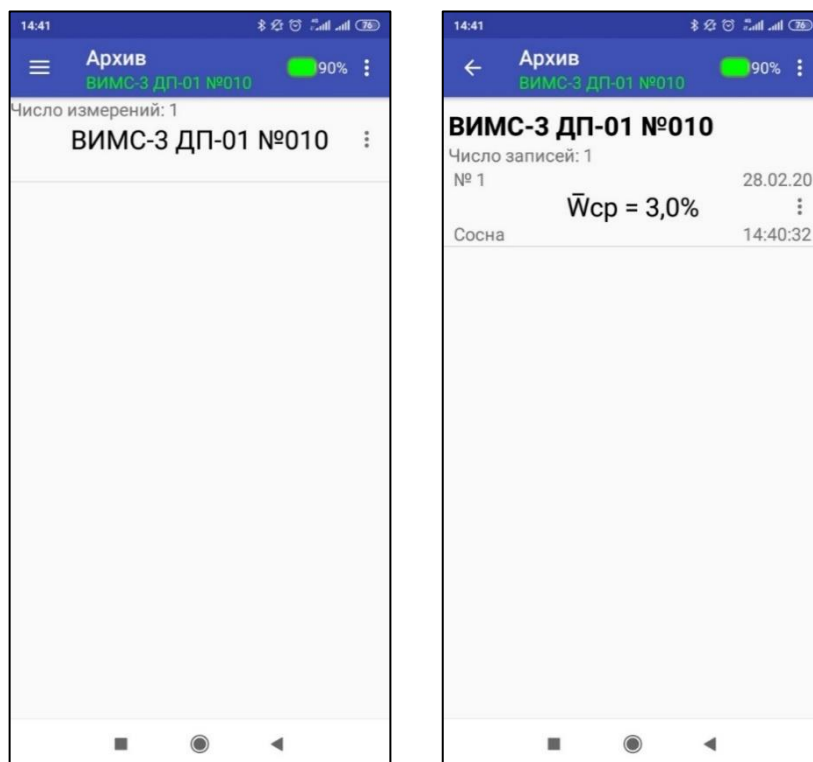 14:41
76
Архив
ВИМС-3 ДП-01 №010
90%
Число измерений: 1
ВИМС-3 ДП-01 №010
14:41
76
Архив
ВИМС-3 ДП-01 №010
90%
ВИМС-3 ДП-01 №010
Число записей: 1
№ 1 28.02.20
W̅ср = 3,0%
Сосна 14:40:32